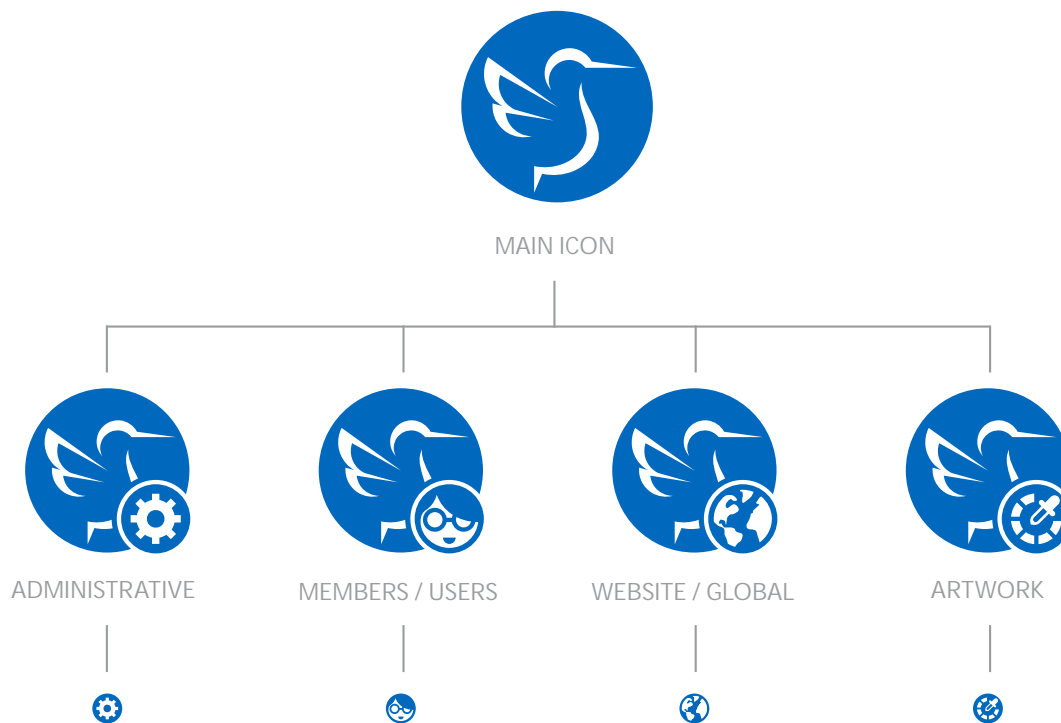 MAIN ICON
ADMINISTRATIVE
MEMBERS / USERS
WEBSITE / GLOBAL
ARTWORK